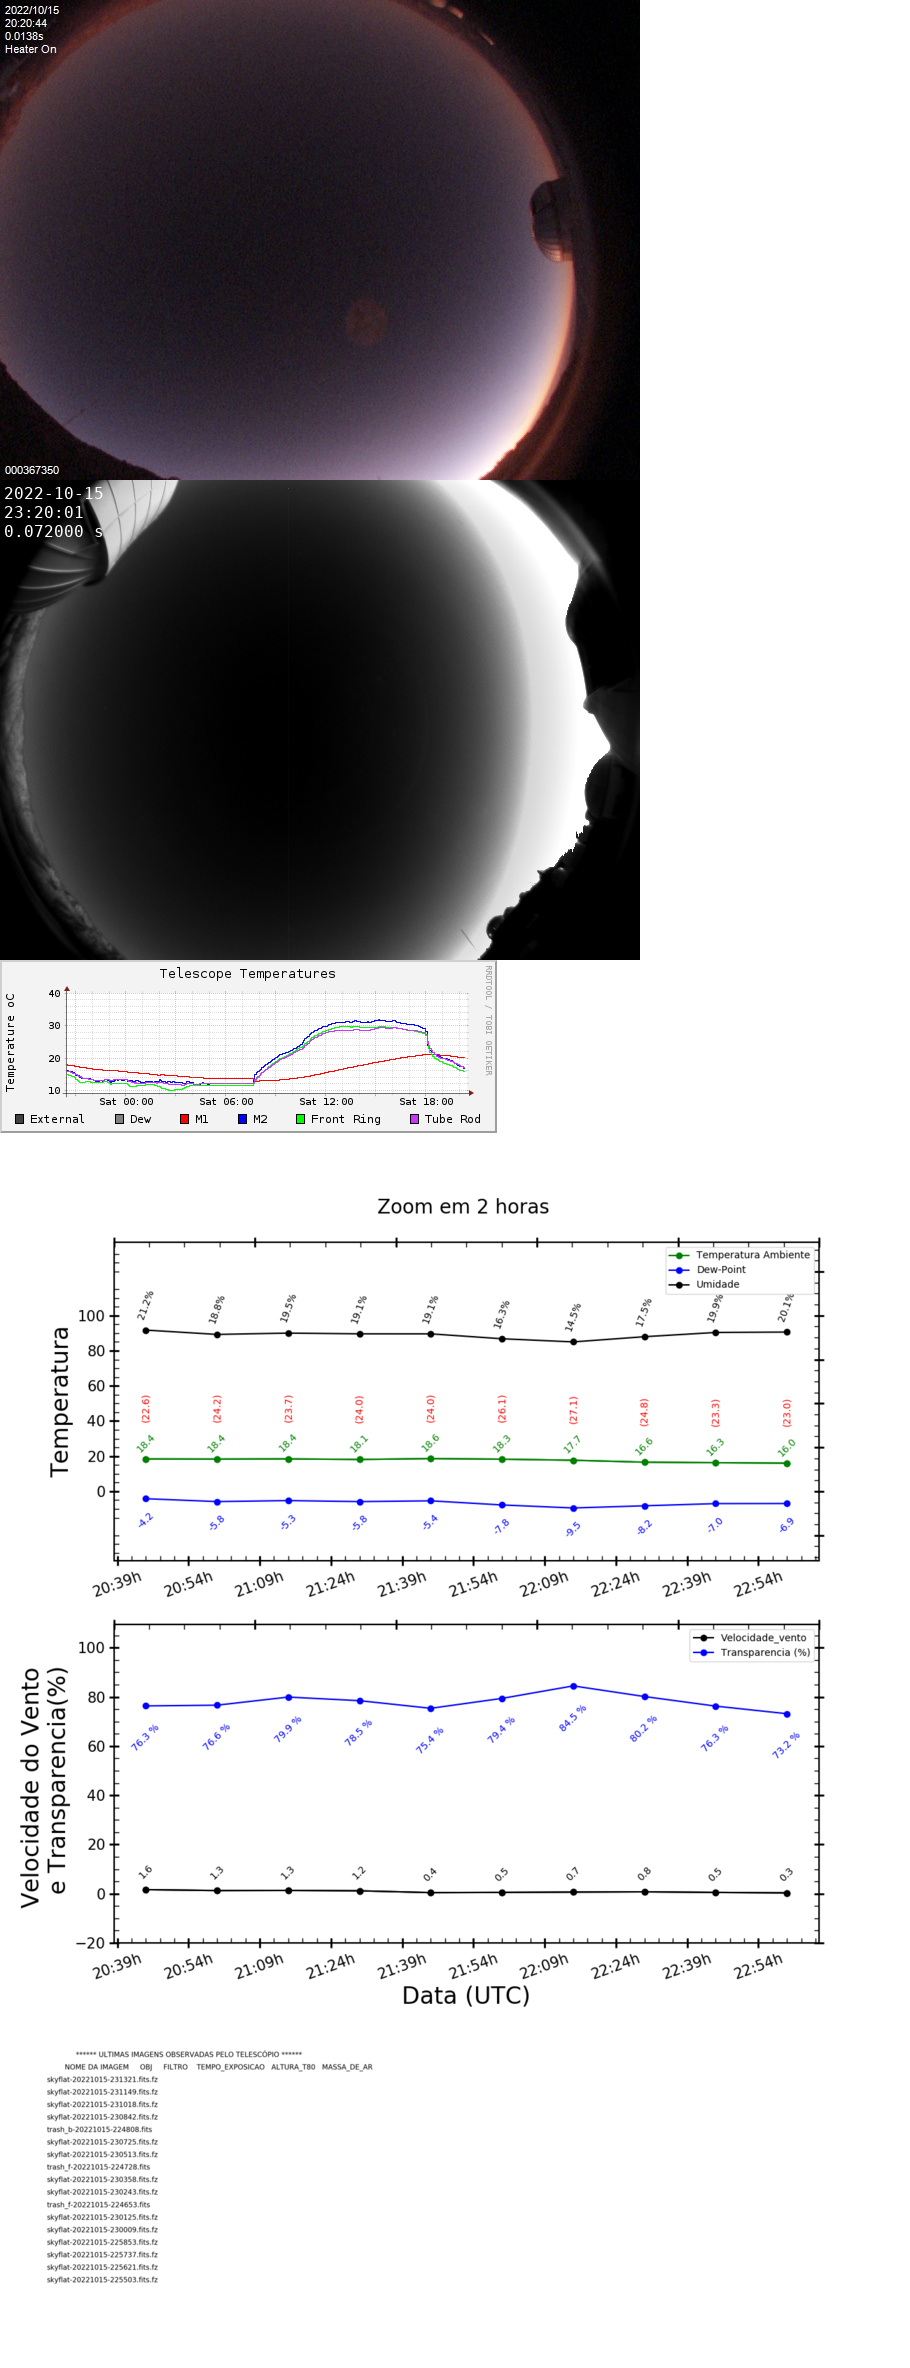 2022/10/15
20:20:44
0.0138s
Heater On
000367350
2022-10-15
23:20:01
0.072000 s
Telescope Temperatures
RRDTOOL / TOBI OETIKER
Temperature oC
40
30
20
10
Sat 00:00 Sat 06:00 Sat 12:00 Sat 18:00
External Dew M1 M2 Front Ring Tube Rod
Zoom em 2 horas
Temperatura Ambiente
Dew-Point
Umidade
Temperatura
100
80
60
40
20
0
21.2% 18.8% 19.5% 19.1% 19.1% 16.3% 14.5% 17.5% 19.9% 20.1%
(22.6) (24.2) (23.7) (24.0) (24.0) (26.1) (27.1) (24.8) (23.3) (23.0)
18.4 18.4 18.4 18.1 18.6 18.3 17.7 16.6 16.3 16.0
-4.2 -5.8 -5.3 -5.8 -5.4 -7.8 -9.5 -8.2 -7.0 -6.9
20:39h 20:54h 21:09h 21:24h 21:39h 21:54h 22:09h 22:24h 22:39h 22:54h
Velocidade_vento
Transparencia (%)
Velocidade do Vento
e Transparencia(%)
100
80
60
40
20
0
−20
76.3 % 76.6 % 79.9 % 78.5 % 75.4 % 79.4 % 84.5 % 80.2 % 76.3 % 73.2 %
1.6 1.3 1.3 1.2 0.4 0.5 0.7 0.8 0.5 0.3
20:39h 20:54h 21:09h 21:24h 21:39h 21:54h 22:09h 22:24h 22:39h 22:54h
Data (UTC)
****** ULTIMAS IMAGENS OBSERVADAS PELO TELESCÓPIO ******
NOME DA IMAGEM OBJ FILTRO TEMPO_EXPOSICAO ALTURA_T80 MASSA_DE_AR
skyflat-20221015-231321.fits.fz
skyflat-20221015-231149.fits.fz
skyflat-20221015-231018.fits.fz
skyflat-20221015-230842.fits.fz
trash_b-20221015-224808.fits
skyflat-20221015-230725.fits.fz
skyflat-20221015-230513.fits.fz
trash_f-20221015-224728.fits
skyflat-20221015-230358.fits.fz
skyflat-20221015-230243.fits.fz
trash_f-20221015-224653.fits
skyflat-20221015-230125.fits.fz
skyflat-20221015-230009.fits.fz
skyflat-20221015-225853.fits.fz
skyflat-20221015-225737.fits.fz
skyflat-20221015-225621.fits.fz
skyflat-20221015-225503.fits.fz